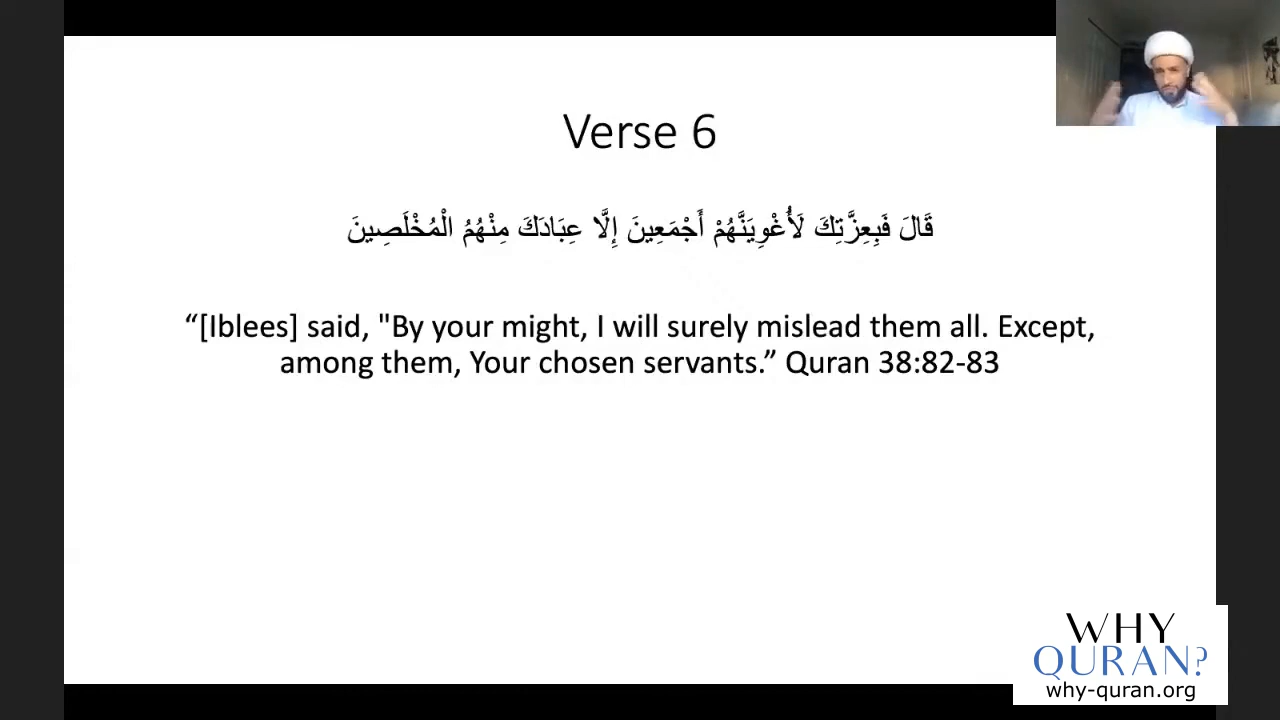 Verse 6
قَالَ فَبِعِزَّتِكَ لَأُغْوِيَنَّهُمْ أَجْمَعِينَ إِلَّا عِبَادَكَ مِنْهُمُ الْمُخْلَصِينَ
“[Iblees] said, "By your might, I will surely mislead them all. Except,
among them, Your chosen servants.” Quran 38:82-83
WHY
QURAN?
why-quran.org